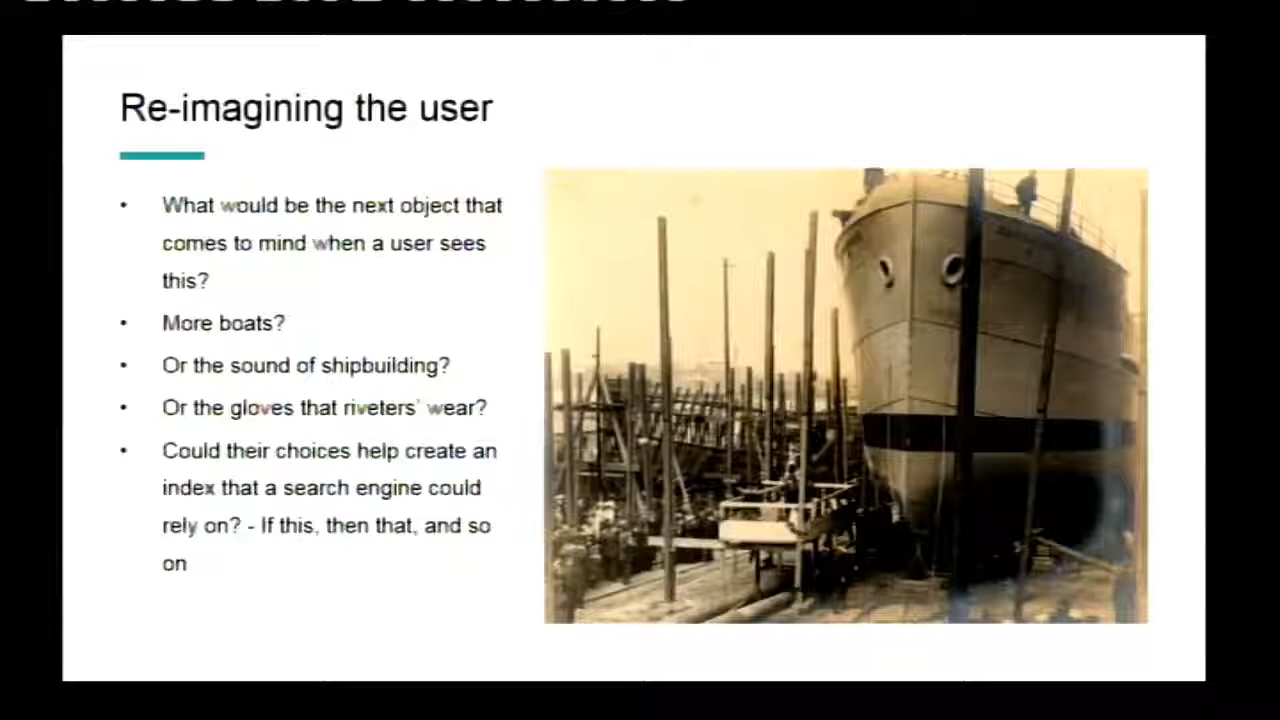 Re-imagining the user
• What would be the next object that
comes to mind when a user sees
this?
• More boats?
• Or the sound of shipbuilding?
• Or the gloves that riveters' wear?
• Could their choices help create an
index that a search engine could
rely on? - If this, then that, and so
on